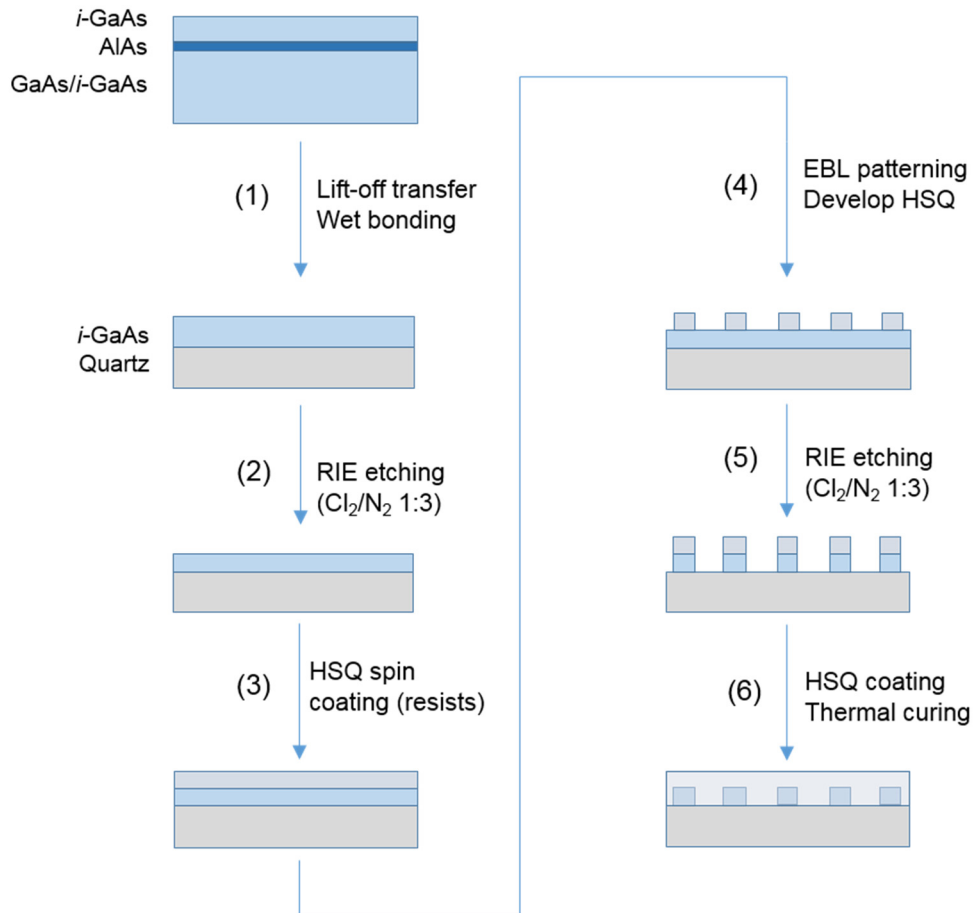 i-GaAs
AlAs
GaAs/i-GaAs
(1)
Lift-off transfer
Wet bonding
i-GaAs
Quartz
(2)
RIE etching
(Cl₂/N₂ 1:3)
(3)
HSQ spin
coating (resists)
(4)
EBL patterning
Develop HSQ
(5)
RIE etching
(Cl₂/N₂ 1:3)
(6)
HSQ coating
Thermal curing